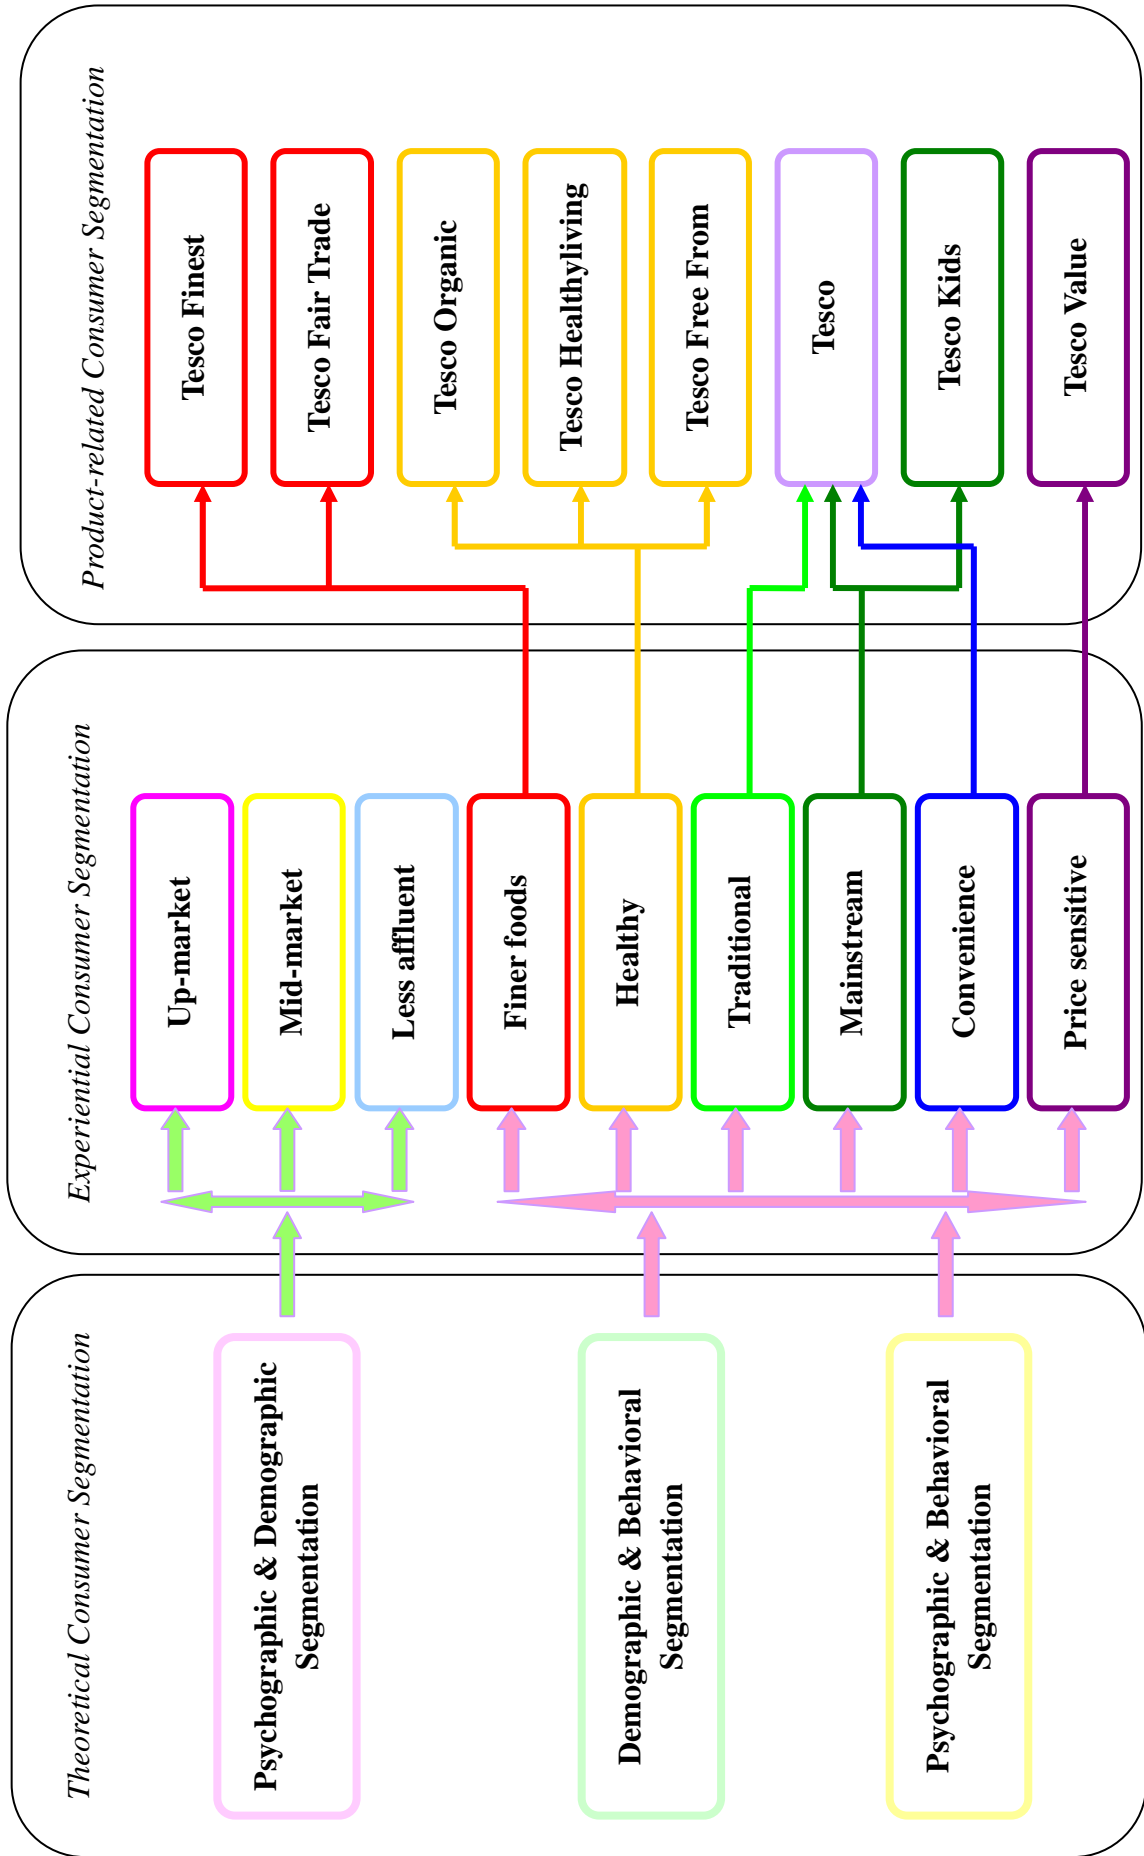 Theoretical Consumer Segmentation
Psychographic & Demographic
Segmentation
Demographic & Behavioral
Segmentation
Psychographic & Behavioral
Segmentation
Experiential Consumer Segmentation
Up-market
Mid-market
Less affluent
Finer foods
Healthy
Traditional
Mainstream
Convenience
Price sensitive
Product-related Consumer Segmentation
Tesco Finest
Tesco Fair Trade
Tesco Organic
Tesco Healthyliving
Tesco Free From
Tesco
Tesco Kids
Tesco Value